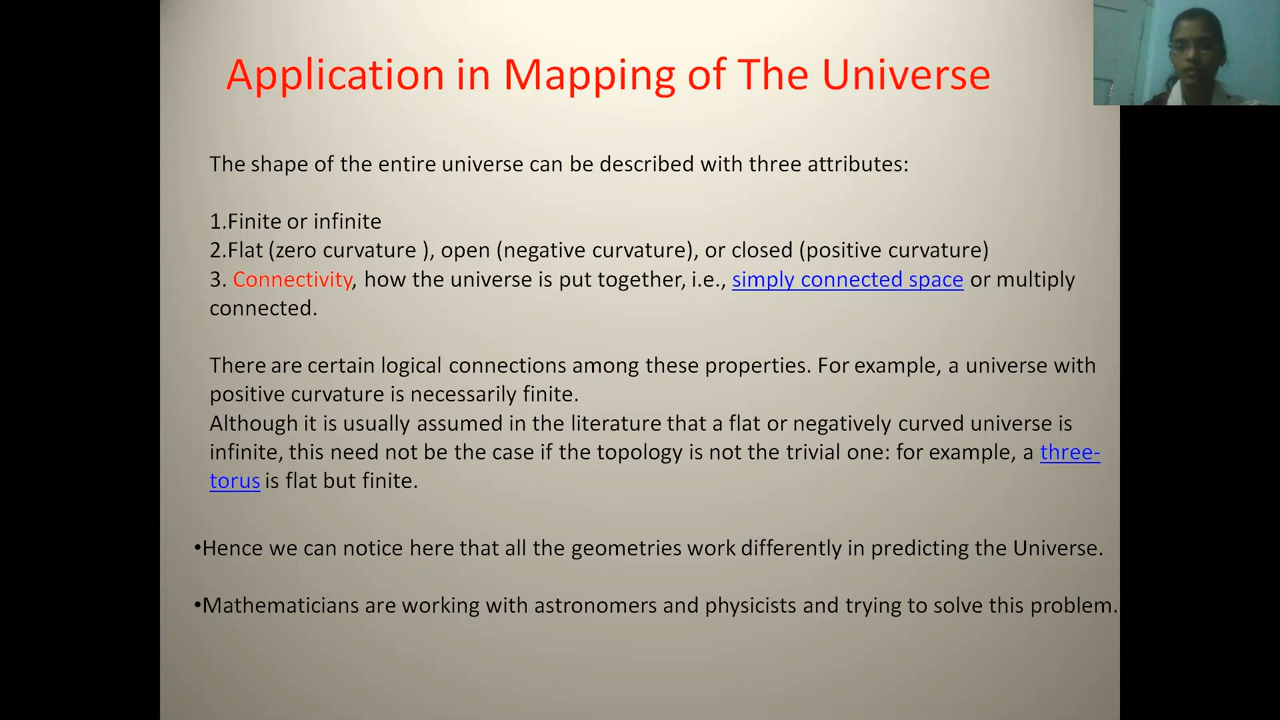 Application in Mapping of The Universe
The shape of the entire universe can be described with three attributes:
1.Finite or infinite
2.Flat (zero curvature ), open (negative curvature), or closed (positive curvature)
3. Connectivity, how the universe is put together, i.e., simply connected space or multiply
connected.
There are certain logical connections among these properties. For example, a universe with
positive curvature is necessarily finite.
Although it is usually assumed in the literature that a flat or negatively curved universe is
infinite, this need not be the case if the topology is not the trivial one: for example, a three-
torus is flat but finite.
•Hence we can notice here that all the geometries work differently in predicting the Universe.
•Mathematicians are working with astronomers and physicists and trying to solve this problem.